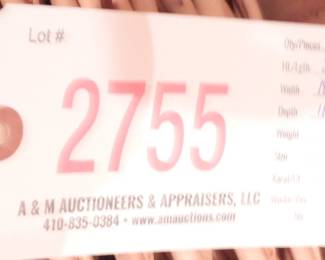 Lot #
2755
A & M AUCTIONEERS & APPRAISERS, LLC
410-835-0384 • www.amauctions.com
Qty/Pieces
Ht/Lgth
Width
Depth
Weight
Size
No